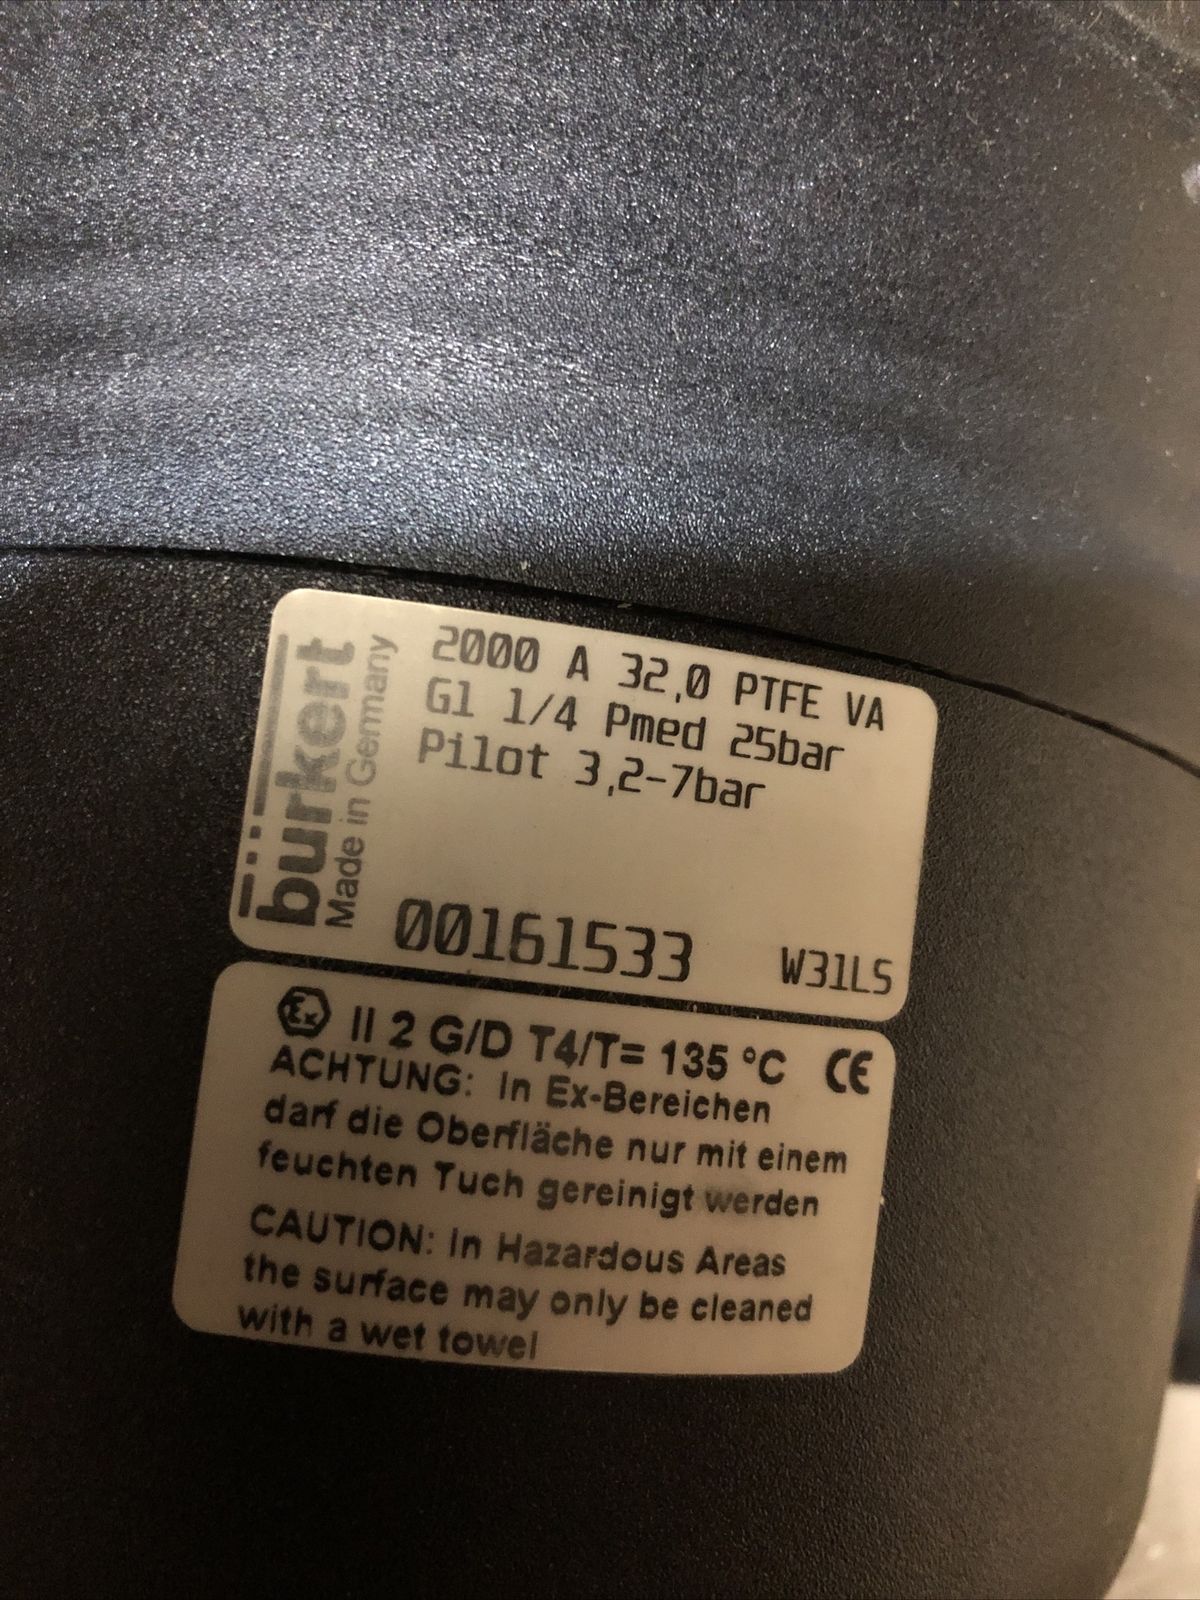 burkert
Made in Germany
2000 A 32,0 PTFE VA
G1 1/4 Pmed 25bar
Pilot 3,2-7bar
00161533 W31LS
Ex II 2 G/D T4/T= 135 °C CE
ACHTUNG: In Ex-Bereichen
darf die Oberfläche nur mit einem
feuchten Tuch gereinigt werden
CAUTION: In Hazardous Areas
the surface may only be cleaned
with a wet towel